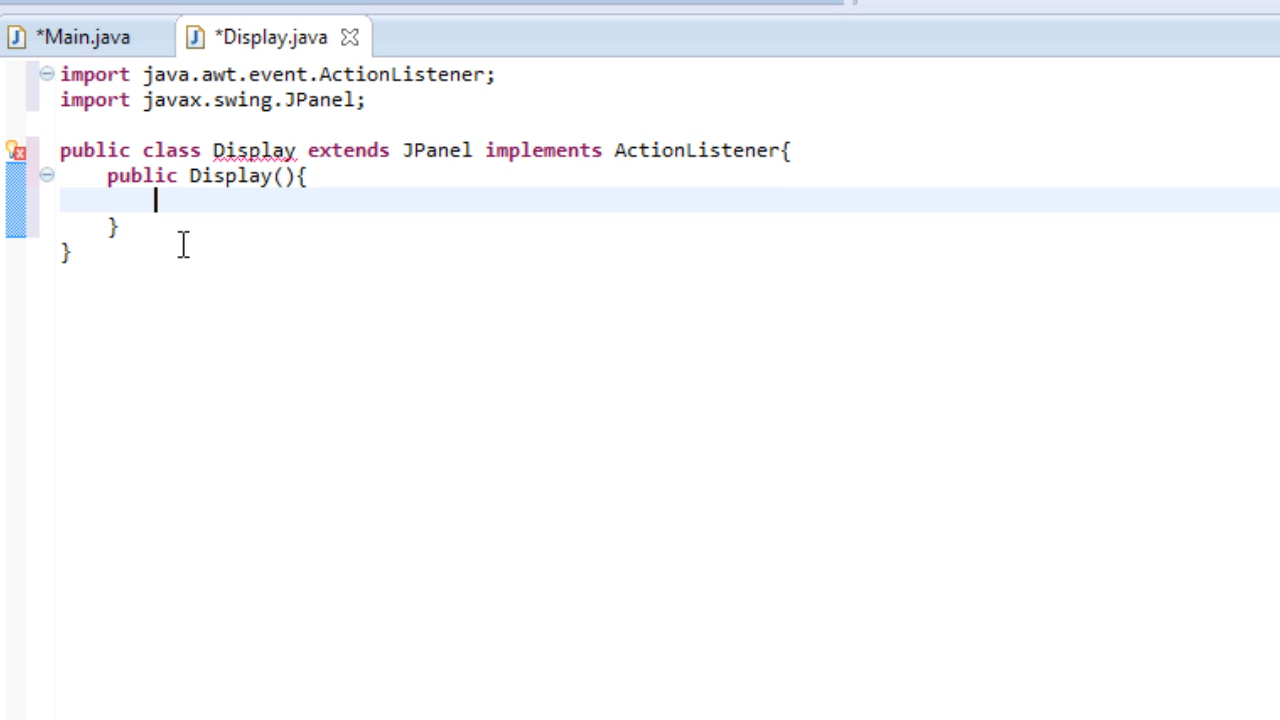 *Main.java
*Display.java
import java.awt.event.ActionListener;
import javax.swing.JPanel;
public class Display extends JPanel implements ActionListener{
public Display(){
}
}